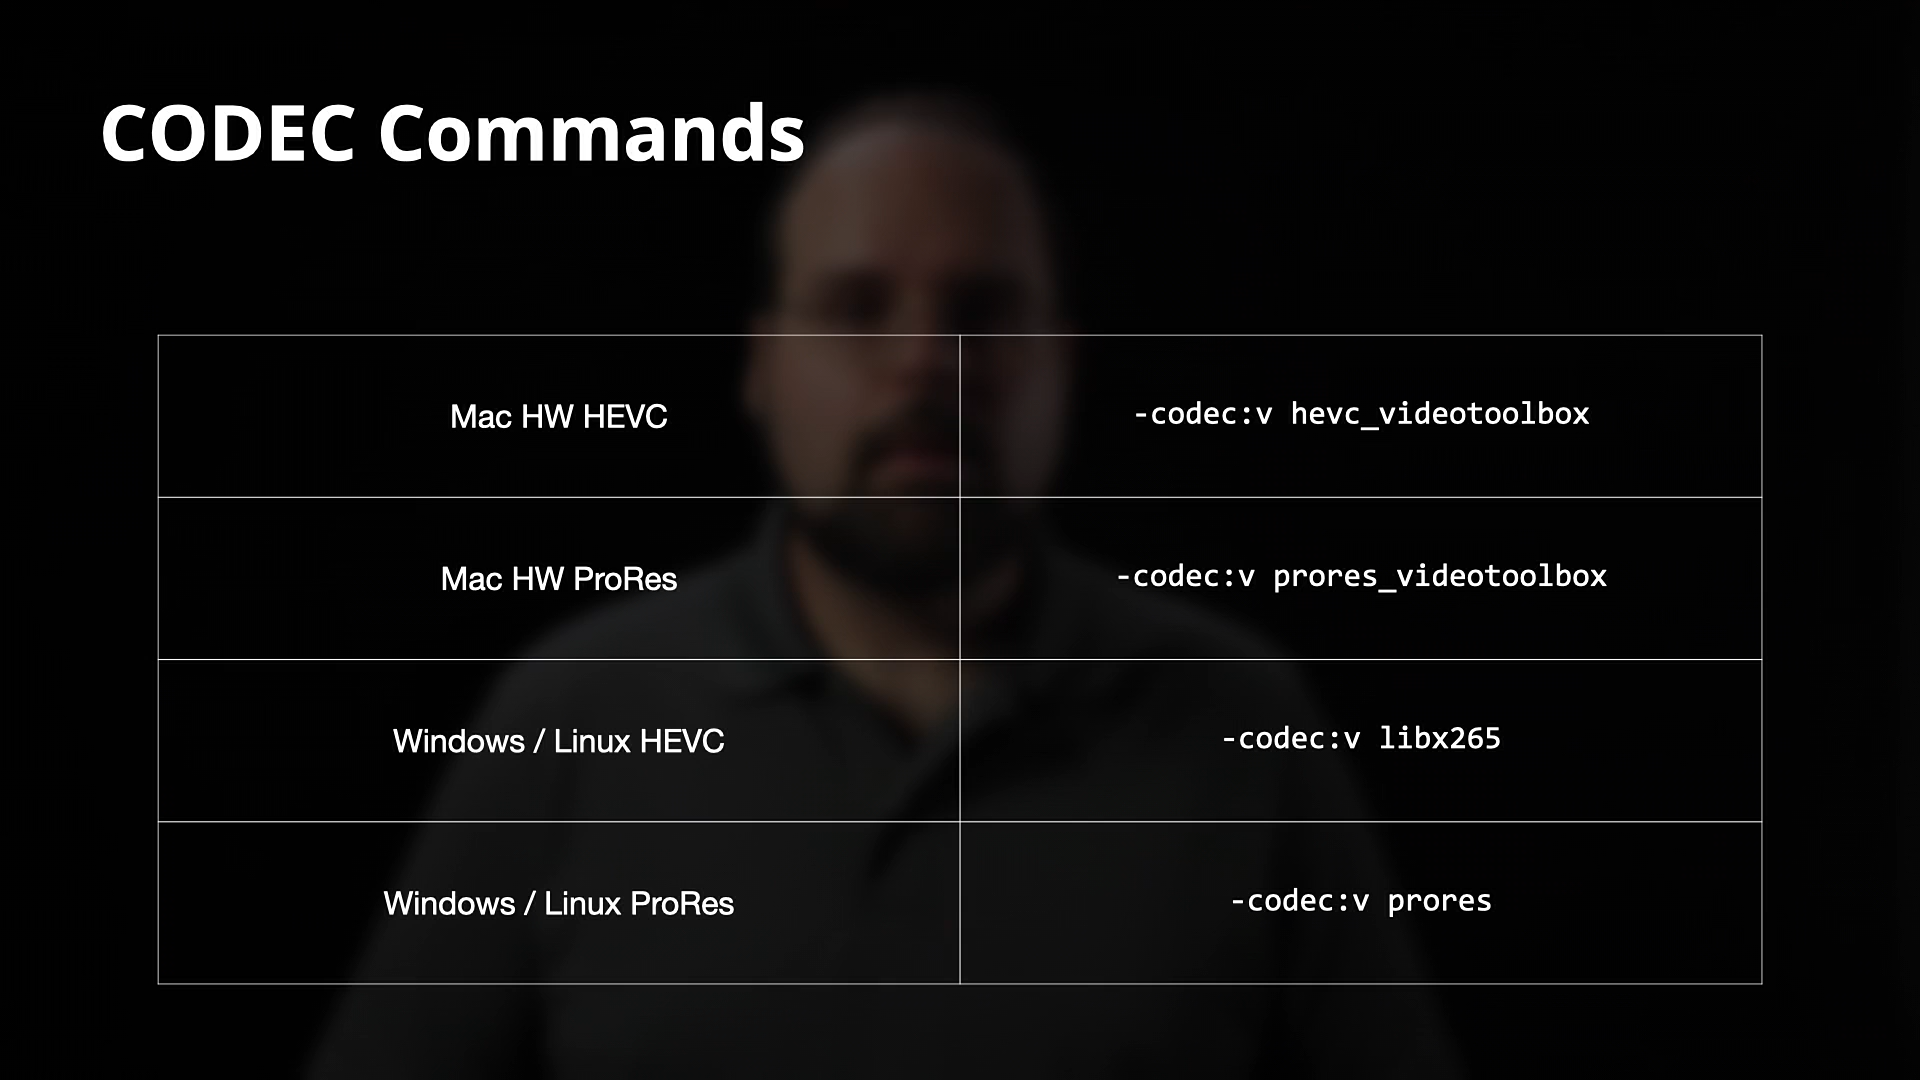 CODEC Commands
Mac HW HEVC
-codec:v hevc_videotoolbox
Mac HW ProRes
-codec:v prores_videotoolbox
Windows / Linux HEVC
-codec:v libx265
Windows / Linux ProRes
-codec:v prores